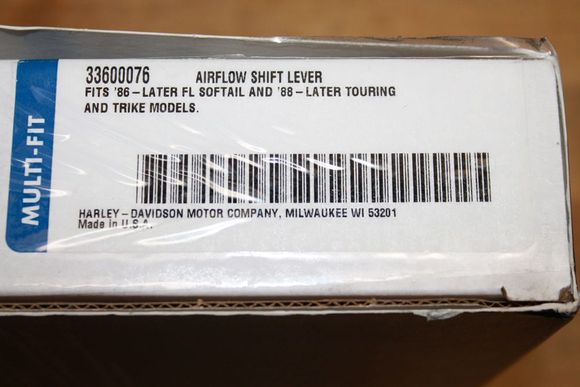 MULTI-FIT
33600076 AIRFLOW SHIFT LEVER
FITS '86-LATER FL SOFTAIL AND '88-LATER TOURING
AND TRIKE MODELS.
HARLEY-DAVIDSON MOTOR COMPANY, MILWAUKEE WI 53201
Made in U.S.A.